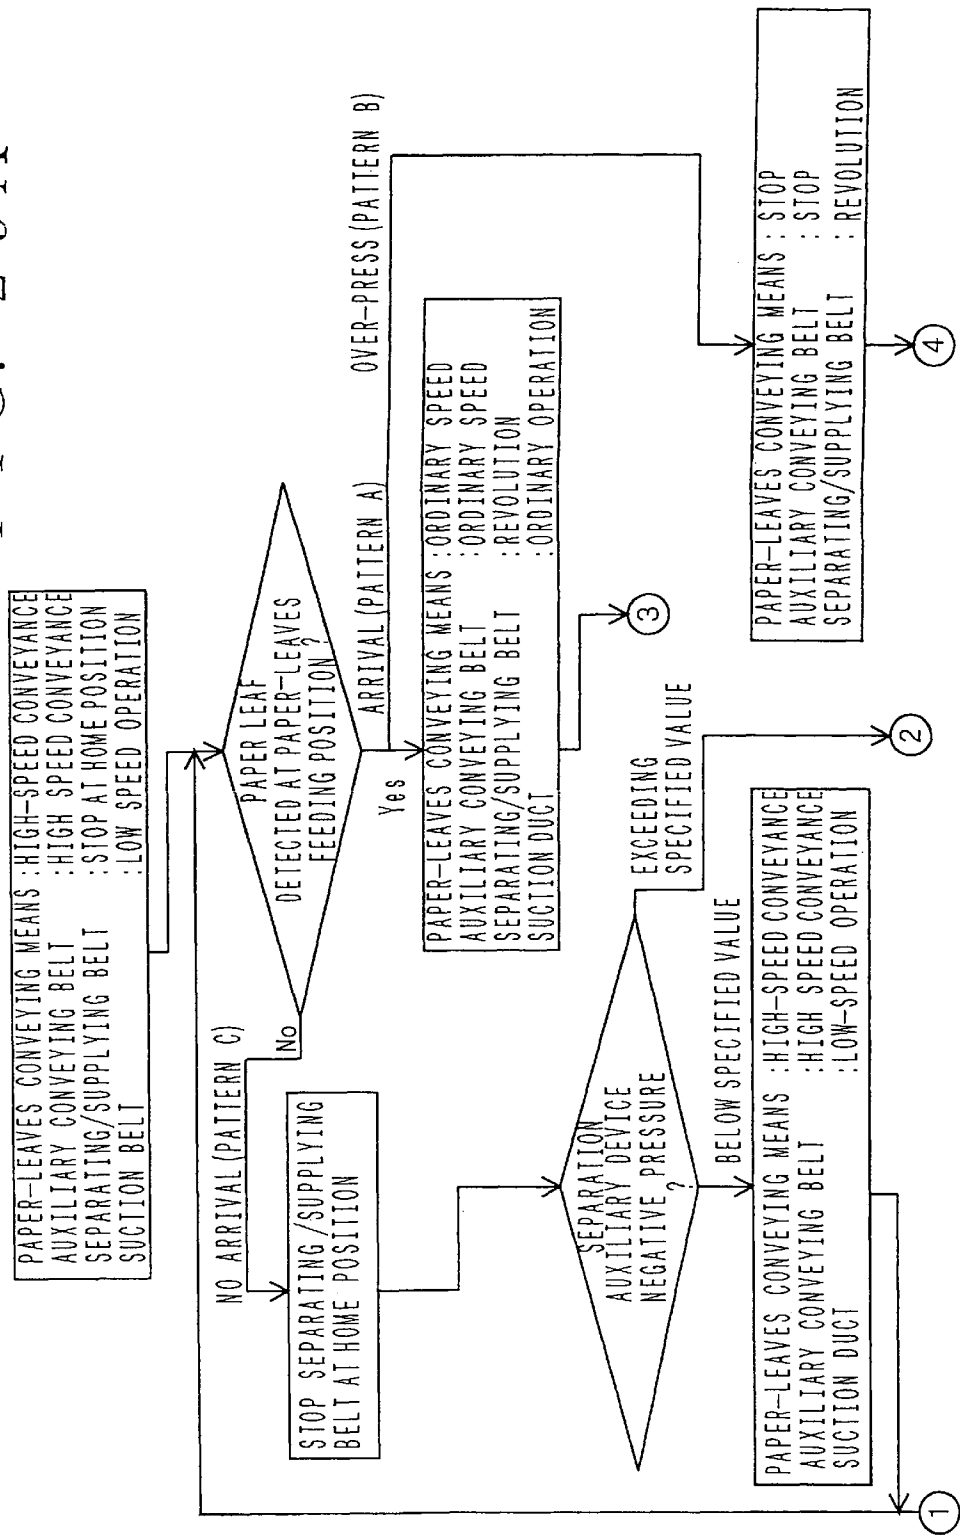 PAPER-LEAVES CONVEYING MEANS :HIGH-SPEED CONVEYANCE
AUXILIARY CONVEYING BELT :HIGH SPEED CONVEYANCE
SEPARATING/SUPPLYING BELT :STOP AT HOME POSITION
SUCTION BELT :LOW SPEED OPERATION
PAPER LEAF
DETECTED AT PAPER-LEAVES
FEEDING POSITION ?
NO ARRIVAL (PATTERN C)
No
Yes
ARRIVAL (PATTERN A)
OVER-PRESS (PATTERN B)
STOP SEPARATING/SUPPLYING
BELT AT HOME POSITION
PAPER-LEAVES CONVEYING MEANS :ORDINARY SPEED
AUXILIARY CONVEYING BELT :ORDINARY SPEED
SEPARATING/SUPPLYING BELT :REVOLUTION
SUCTION DUCT :ORDINARY OPERATION
3
SEPARATION
AUXILIARY DEVICE
NEGATIVE PRESSURE
?
EXCEEDING
SPECIFIED VALUE
BELOW SPECIFIED VALUE
PAPER-LEAVES CONVEYING MEANS :HIGH-SPEED CONVEYANCE
AUXILIARY CONVEYING BELT :HIGH SPEED CONVEYANCE
SUCTION DUCT :LOW-SPEED OPERATION
PAPER-LEAVES CONVEYING MEANS : STOP
AUXILIARY CONVEYING BELT : STOP
SEPARATING/SUPPLYING BELT : REVOLUTION
1
2
4